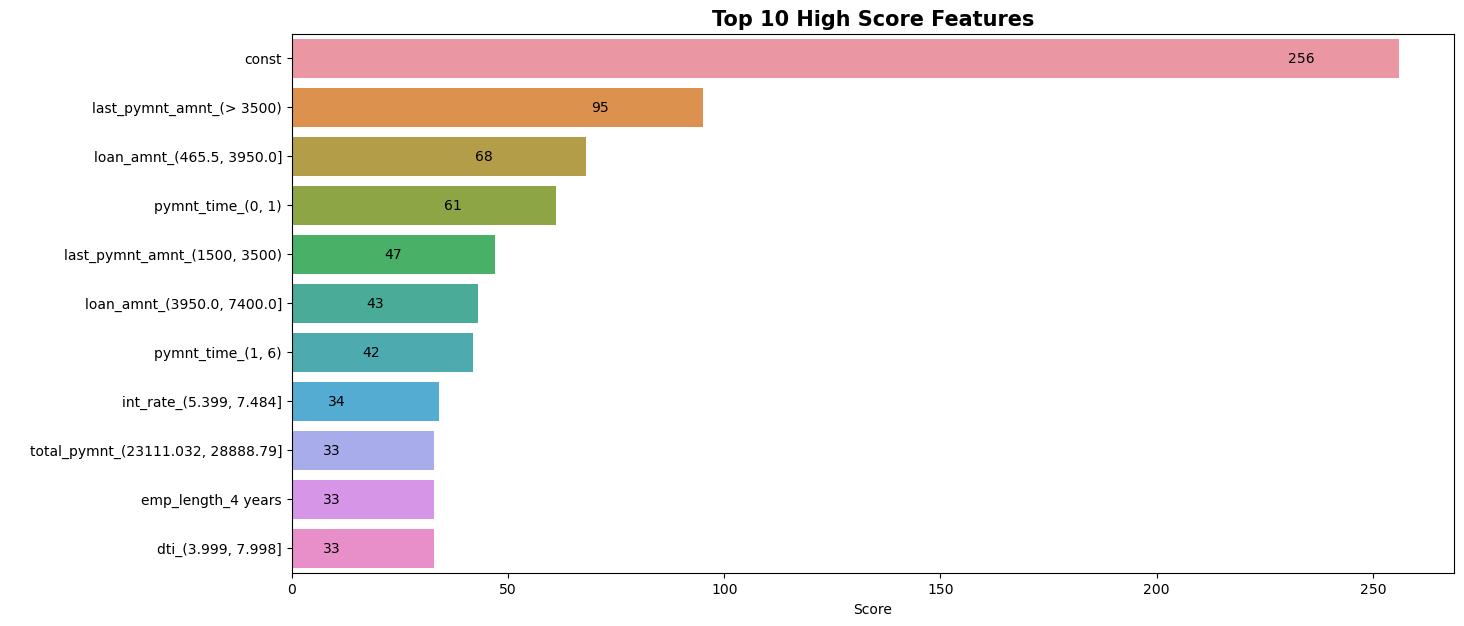 Top 10 High Score Features
const
256
last_pymnt_amnt_(> 3500)
95
loan_amnt_(465.5, 3950.0]
68
pymnt_time_(0, 1)
61
last_pymnt_amnt_(1500, 3500)
47
loan_amnt_(3950.0, 7400.0]
43
pymnt_time_(1, 6)
42
int_rate_(5.399, 7.484]
34
total_pymnt_(23111.032, 28888.79]
33
emp_length_4 years
33
dti_(3.999, 7.998]
33
0
50
100
150
200
250
Score